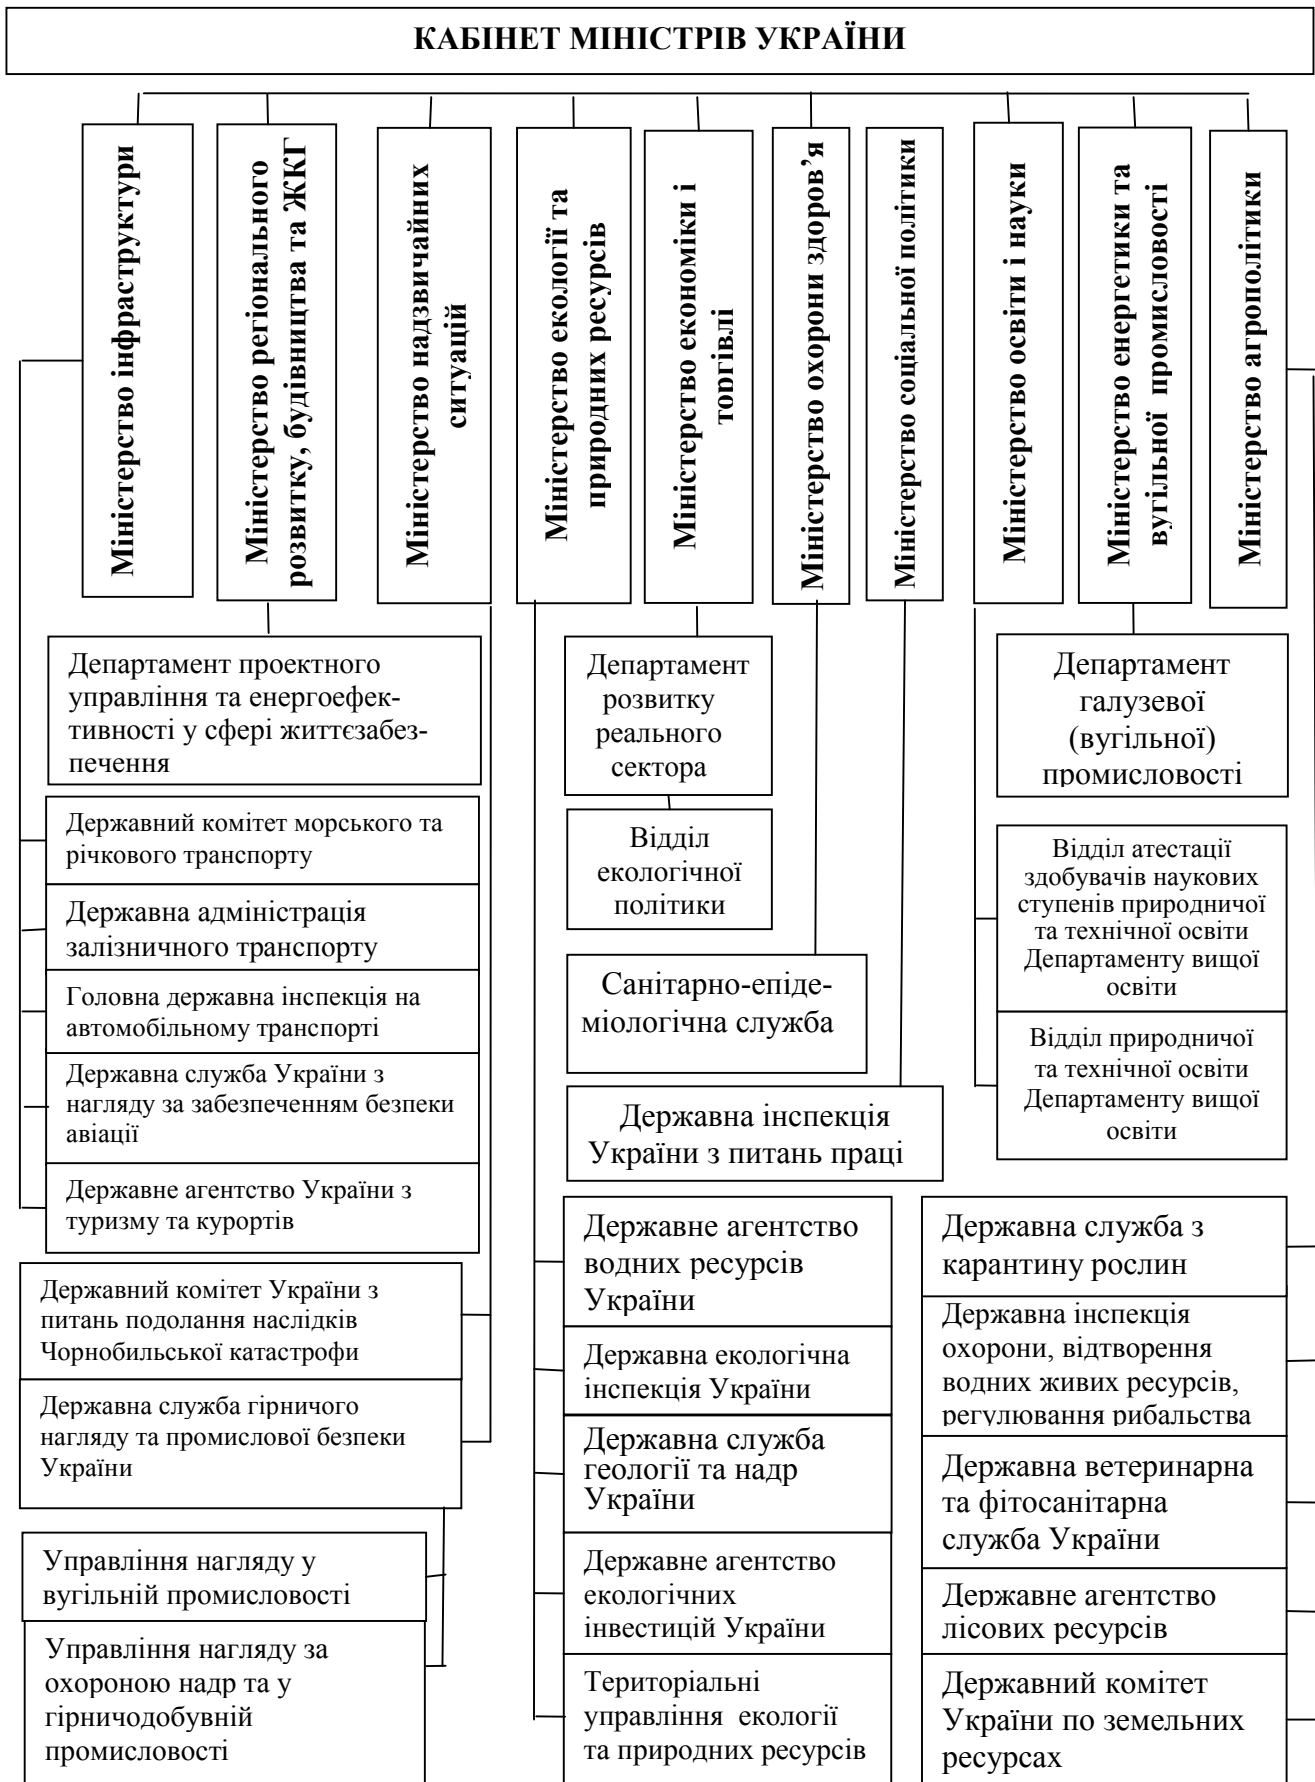 КАБІНЕТ МІНІСТРІВ УКРАЇНИ
Міністерство інфраструктури
Міністерство регіонального
розвитку, будівництва та ЖКГ
Міністерство надзвичайних
ситуацій
Міністерство екології та
природних ресурсів
Міністерство економіки і
торгівлі
Міністерство охорони здоров’я
Міністерство соціальної політики
Міністерство освіти і науки
Міністерство енергетики та
вугільної промисловості
Міністерство агрополітики
Департамент проектного
управління та енергоефек-
тивності у сфері життєзабез-
печення
Державний комітет морського та
річкового транспорту
Державна адміністрація
залізничного транспорту
Головна державна інспекція на
автомобільному транспорті
Державна служба України з
нагляду за забезпеченням безпеки
авіації
Державне агентство України з
туризму та курортів
Державний комітет України з
питань подолання наслідків
Чорнобильської катастрофи
Державна служба гірничого
нагляду та промислової безпеки
України
Управління нагляду у
вугільній промисловості
Управління нагляду за
охороною надр та у
гірничодобувній
промисловості
Департамент
розвитку
реального
сектора
Відділ
екологічної
політики
Санітарно-епіде-
міологічна служба
Державна інспекція
України з питань праці
Державне агентство
водних ресурсів
України
Державна екологічна
інспекція України
Державна служба
геології та надр
України
Державне агентство
екологічних
інвестицій України
Територіальні
управління екології
та природних ресурсів
Департамент
галузевої
(вугільної)
промисловості
Відділ атестації
здобувачів наукових
ступенів природничої
та технічної освіти
Департаменту вищої
освіти
Відділ природничої
та технічної освіти
Департаменту вищої
освіти
Державна служба з
карантину рослин
Державна інспекція
охорони, відтворення
водних живих ресурсів,
регулювання рибальства
Державна ветеринарна
та фітосанітарна
служба України
Державне агентство
лісових ресурсів
Державний комітет
України по земельних
ресурсах